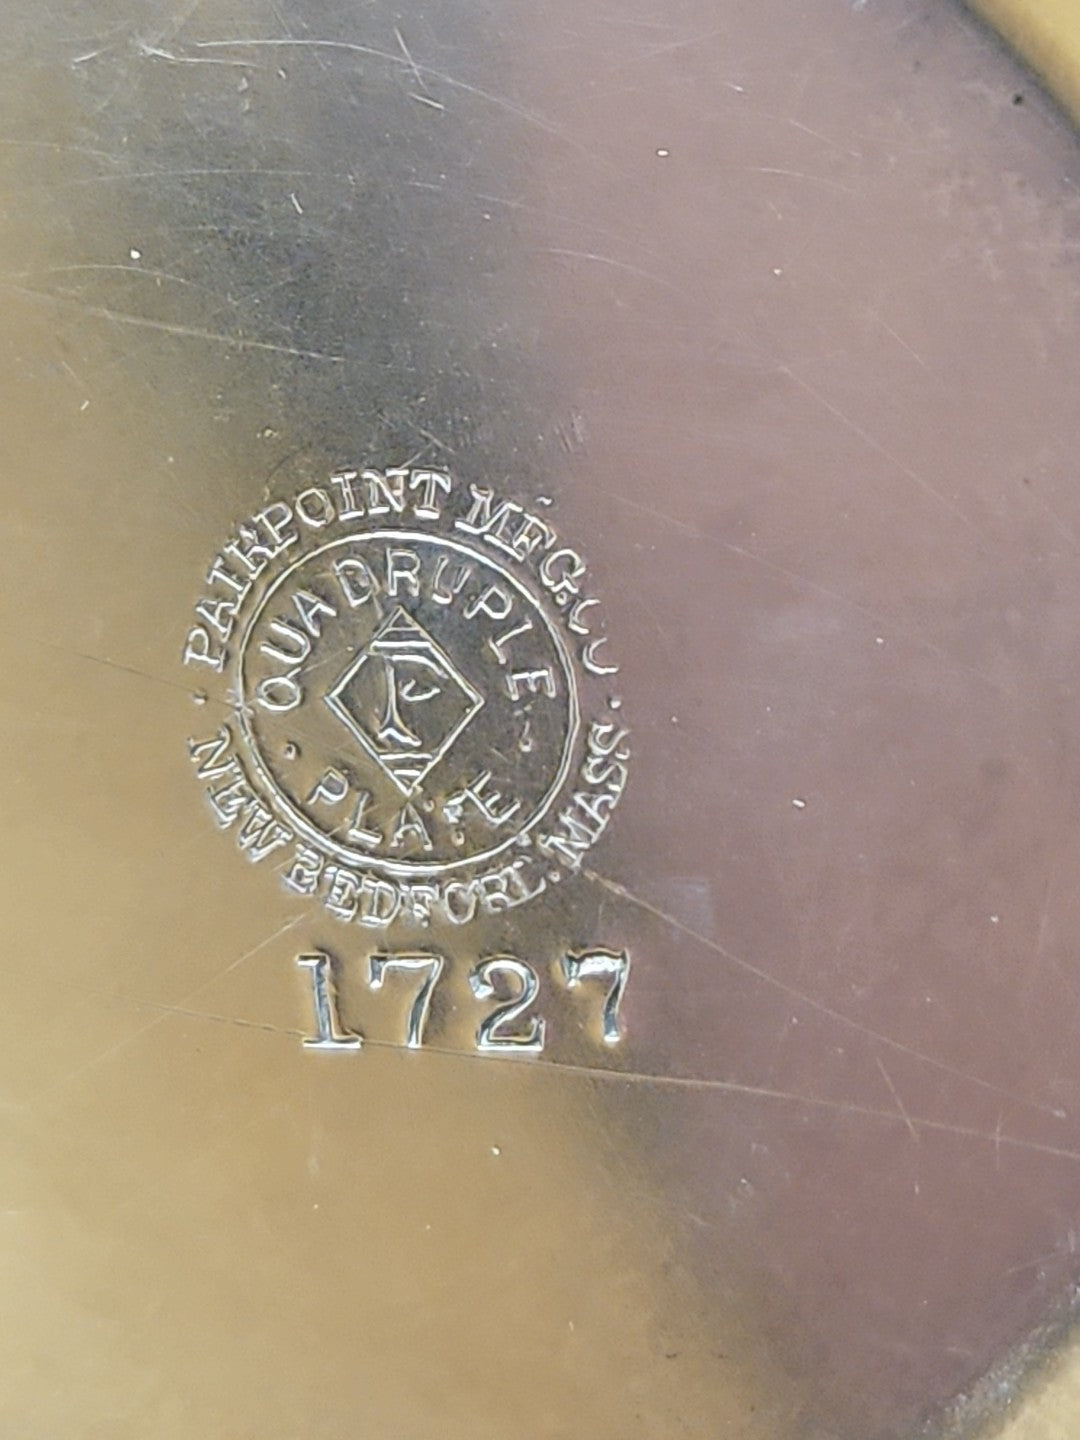 PAIRPOINT MFG. CO
· NEW BEDFORD. MASS ·
QUADRUPLE
· PLATE ·
P
1727